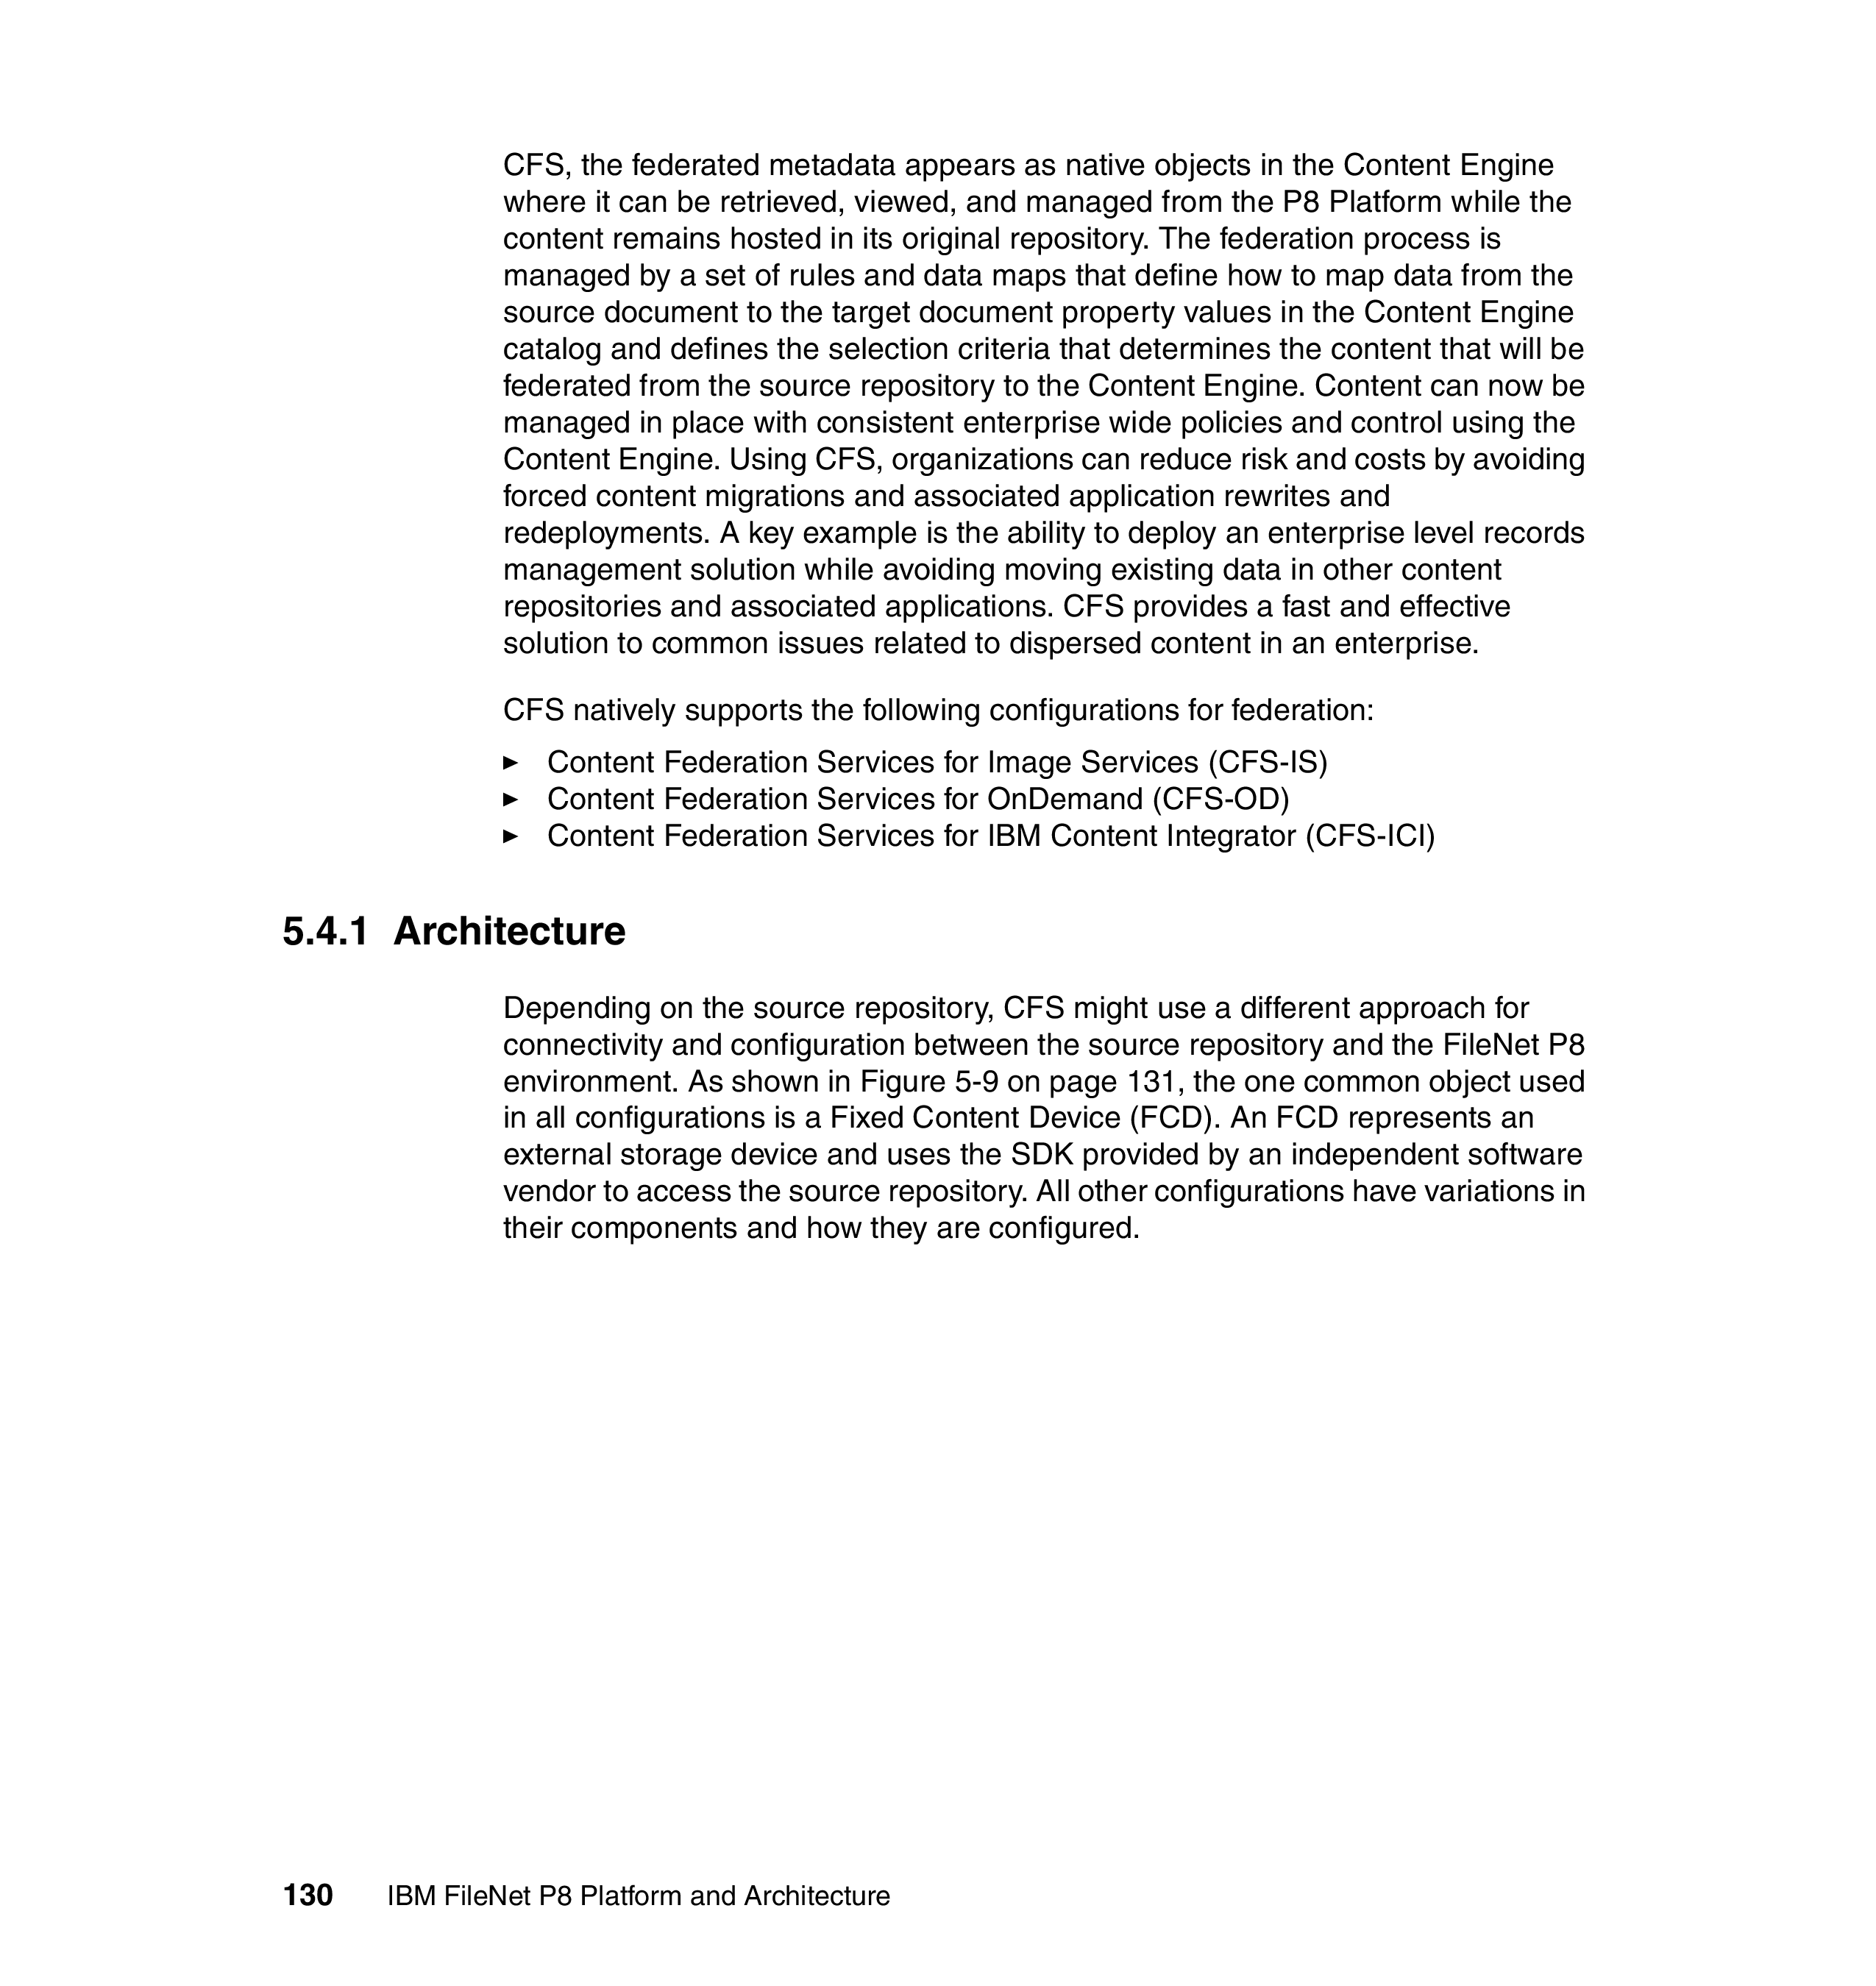 CFS, the federated metadata appears as native objects in the Content Engine
where it can be retrieved, viewed, and managed from the P8 Platform while the
content remains hosted in its original repository. The federation process is
managed by a set of rules and data maps that define how to map data from the
source document to the target document property values in the Content Engine
catalog and defines the selection criteria that determines the content that will be
federated from the source repository to the Content Engine. Content can now be
managed in place with consistent enterprise wide policies and control using the
Content Engine. Using CFS, organizations can reduce risk and costs by avoiding
forced content migrations and associated application rewrites and
redeployments. A key example is the ability to deploy an enterprise level records
management solution while avoiding moving existing data in other content
repositories and associated applications. CFS provides a fast and effective
solution to common issues related to dispersed content in an enterprise.
CFS natively supports the following configurations for federation:
► Content Federation Services for Image Services (CFS-IS)
► Content Federation Services for OnDemand (CFS-OD)
► Content Federation Services for IBM Content Integrator (CFS-ICI)
5.4.1 Architecture
Depending on the source repository, CFS might use a different approach for
connectivity and configuration between the source repository and the FileNet P8
environment. As shown in Figure 5-9 on page 131, the one common object used
in all configurations is a Fixed Content Device (FCD). An FCD represents an
external storage device and uses the SDK provided by an independent software
vendor to access the source repository. All other configurations have variations in
their components and how they are configured.
130 IBM FileNet P8 Platform and Architecture